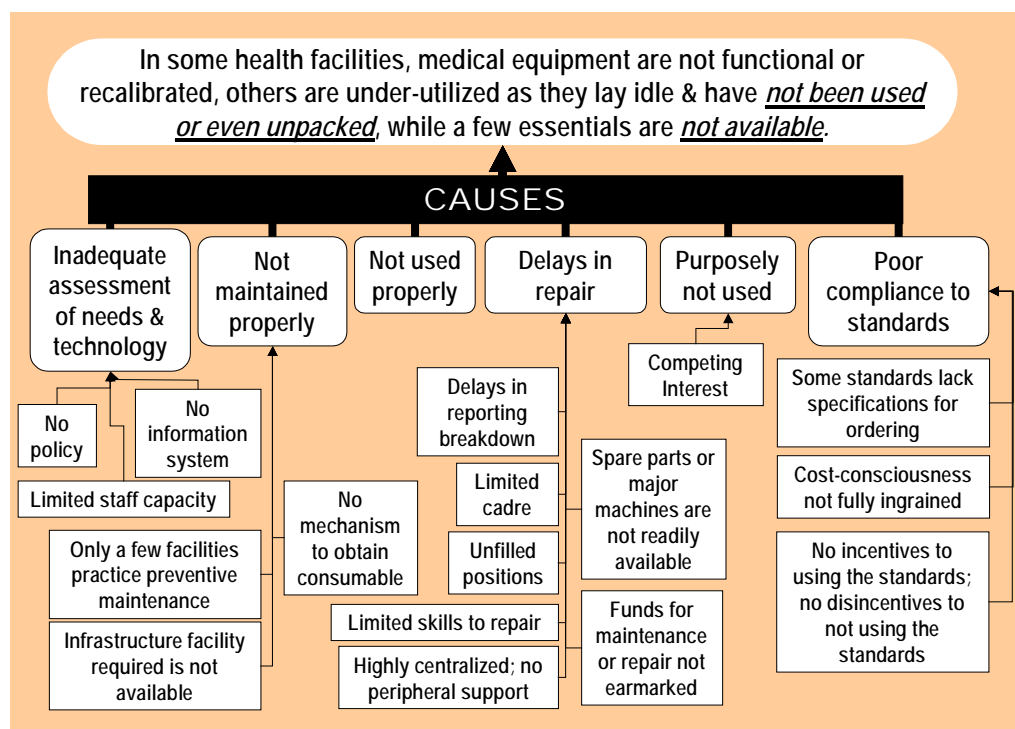 In some health facilities, medical equipment are not functional or
recalibrated, others are under-utilized as they lay idle & have not been used
or even unpacked, while a few essentials are not available.
CAUSES
Inadequate
assessment
of needs &
technology
Not
maintained
properly
Not used
properly
Delays in
repair
Purposely
not used
Poor
compliance to
standards
No
policy
No
information
system
Limited staff capacity
Only a few facilities
practice preventive
maintenance
Infrastructure facility
required is not
available
No
mechanism
to obtain
consumable
Delays in
reporting
breakdown
Limited
cadre
Unfilled
positions
Limited skills to repair
Highly centralized; no
peripheral support
Spare parts or
major
machines are
not readily
available
Funds for
maintenance
or repair not
earmarked
Competing
Interest
Some standards lack
specifications for
ordering
Cost-consciousness
not fully ingrained
No incentives to
using the standards;
no disincentives to
not using the
standards